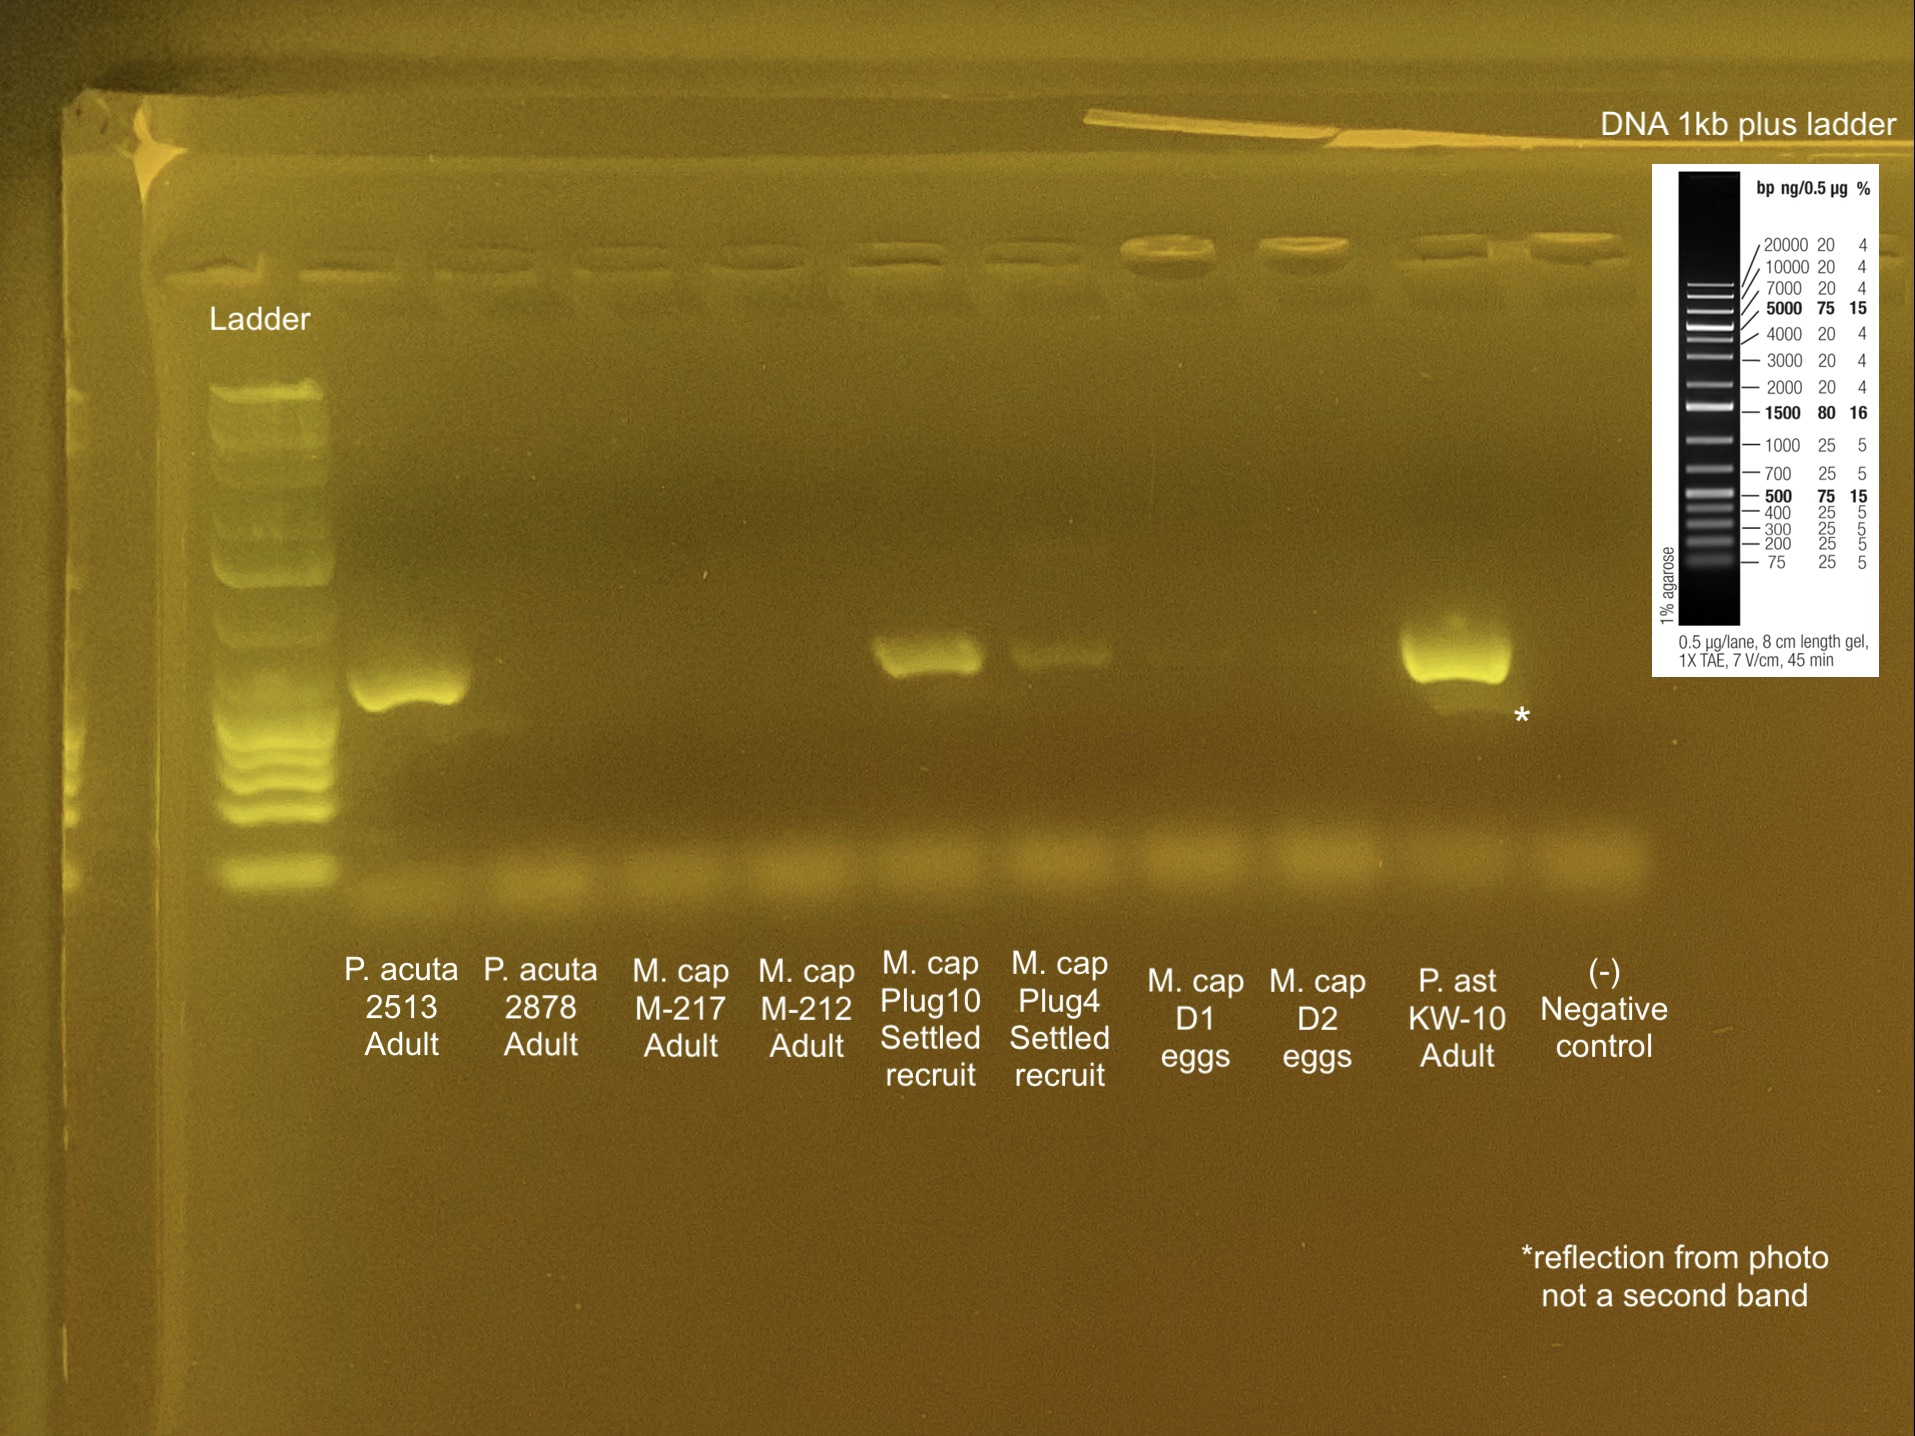 DNA 1kb plus ladder
bp ng/0.5 µg %
20000 20 4
10000 20 4
7000 20 4
5000 75 15
4000 20 4
3000 20 4
2000 20 4
1500 80 16
1000 25 5
700 25 5
500 75 15
400 25 5
300 25 5
200 25 5
75 25 5
1% agarose
0.5 µg/lane, 8 cm length gel,
1X TAE, 7 V/cm, 45 min
Ladder
*
P. acuta
2513
Adult
P. acuta
2878
Adult
M. cap
M-217
Adult
M. cap
M-212
Adult
M. cap
Plug10
Settled
recruit
M. cap
Plug4
Settled
recruit
M. cap
D1
eggs
M. cap
D2
eggs
P. ast
KW-10
Adult
(-)
Negative
control
*reflection from photo
not a second band